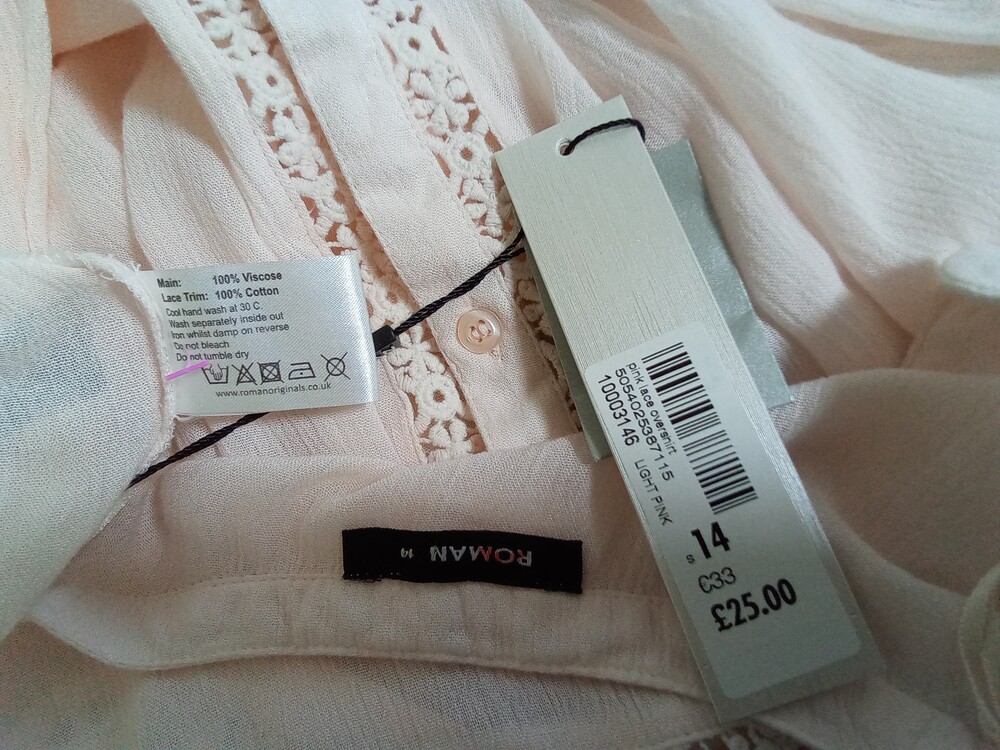 Main: 100% Viscose
Lace Trim: 100% Cotton
Cool hand wash at 30 C.
Wash separately inside out
Iron whilst damp on reverse
Do not bleach
Do not tumble dry
www.romanoriginals.co.uk
ROMAN
14
pink lace overshirt
5054025387115
10003146 LIGHT PINK
s 14
€33
£25.00